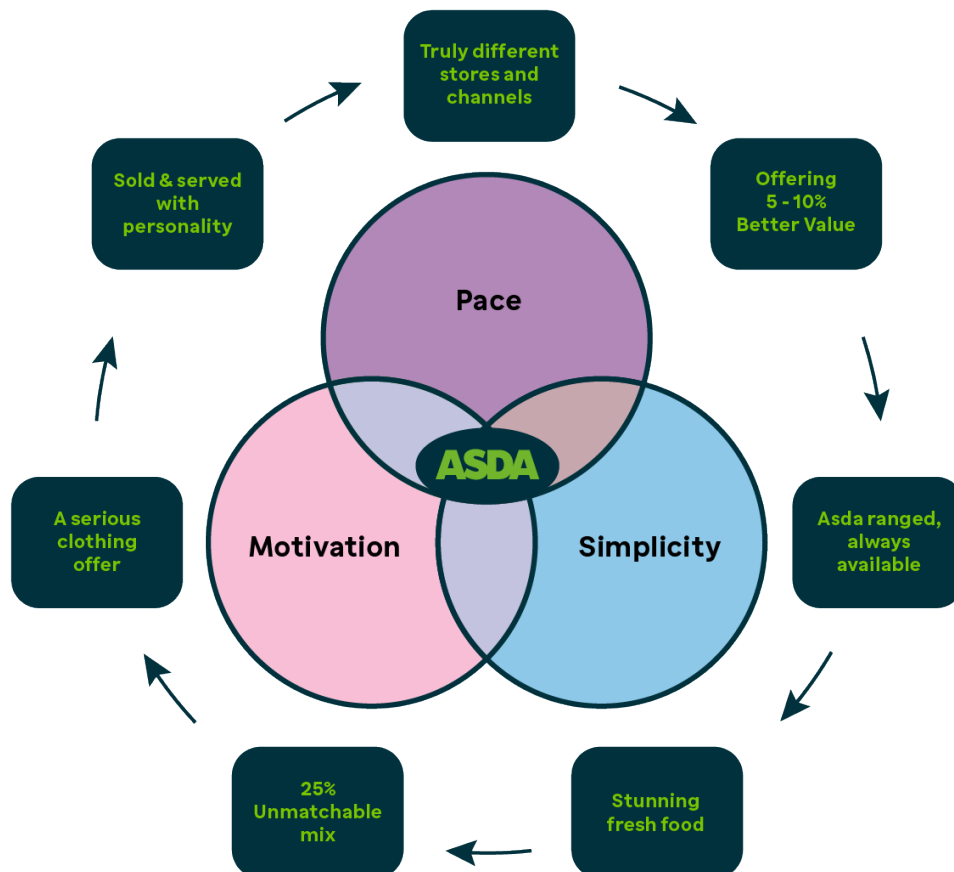 Truly different
stores and
channels
Offering
5 - 10%
Better Value
Asda ranged,
always
available
Stunning
fresh food
25%
Unmatchable
mix
A serious
clothing
offer
Sold & served
with
personality
Pace
Motivation
Simplicity
ASDA